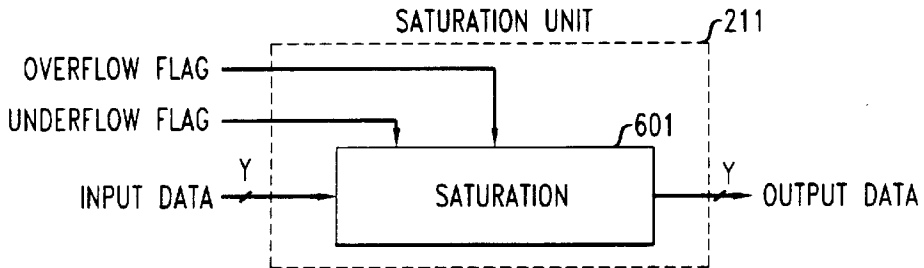 SATURATION UNIT
211
OVERFLOW FLAG
UNDERFLOW FLAG
601
Y
INPUT DATA
SATURATION
Y
OUTPUT DATA